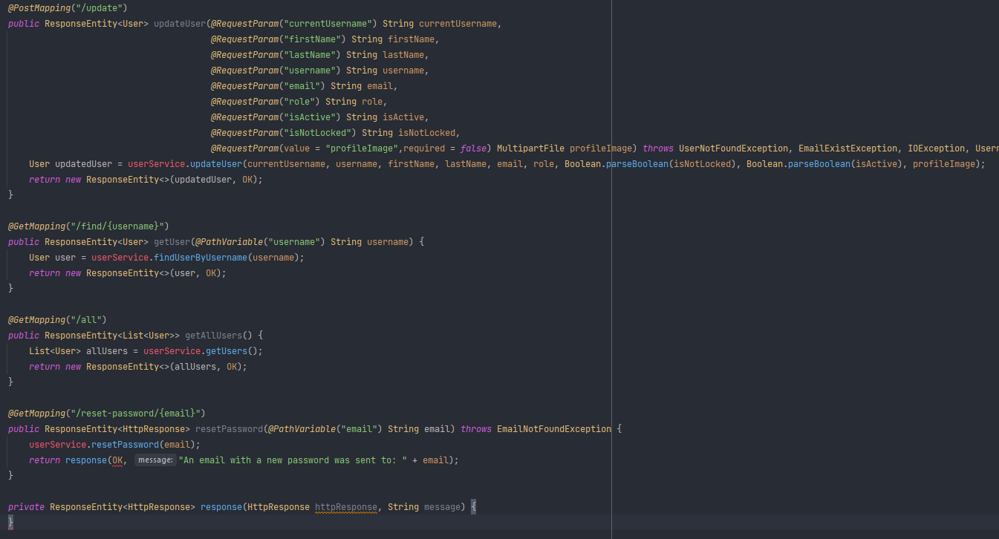 @PostMapping("/update")
public ResponseEntity<User> updateUser(@RequestParam("currentUsername") String currentUsername,
@RequestParam("firstName") String firstName,
@RequestParam("lastName") String lastName,
@RequestParam("username") String username,
@RequestParam("email") String email,
@RequestParam("role") String role,
@RequestParam("isActive") String isActive,
@RequestParam("isNotLocked") String isNotLocked,
@RequestParam(value = "profileImage",required = false) MultipartFile profileImage) throws UserNotFoundException, EmailExistException, IOException, Usern
User updatedUser = userService.updateUser(currentUsername, username, firstName, lastName, email, role, Boolean.parseBoolean(isNotLocked), Boolean.parseBoolean(isActive), profileImage);
return new ResponseEntity<>(updatedUser, OK);
}
@GetMapping("/find/{username}")
public ResponseEntity<User> getUser(@PathVariable("username") String username) {
User user = userService.findUserByUsername(username);
return new ResponseEntity<>(user, OK);
}
@GetMapping("/all")
public ResponseEntity<List<User>> getAllUsers() {
List<User> allUsers = userService.getUsers();
return new ResponseEntity<>(allUsers, OK);
}
@GetMapping("/reset-password/{email}")
public ResponseEntity<HttpResponse> resetPassword(@PathVariable("email") String email) throws EmailNotFoundException {
userService.resetPassword(email);
return response(OK, message: "An email with a new password was sent to: " + email);
}
private ResponseEntity<HttpResponse> response(HttpResponse httpResponse, String message) {
}